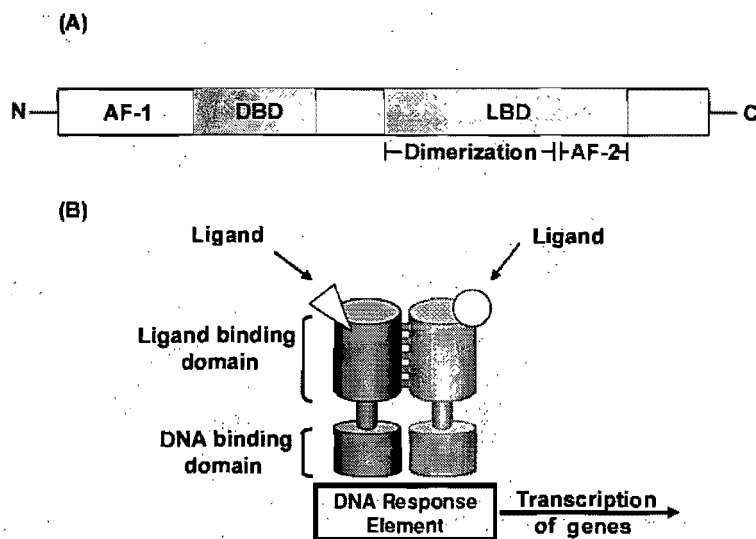 (A)
N AF-1 DBD LBD C
Dimerization AF-2
(B)
Ligand Ligand
Ligand binding
domain
DNA binding
domain
DNA Response
Element
Transcription
of genes